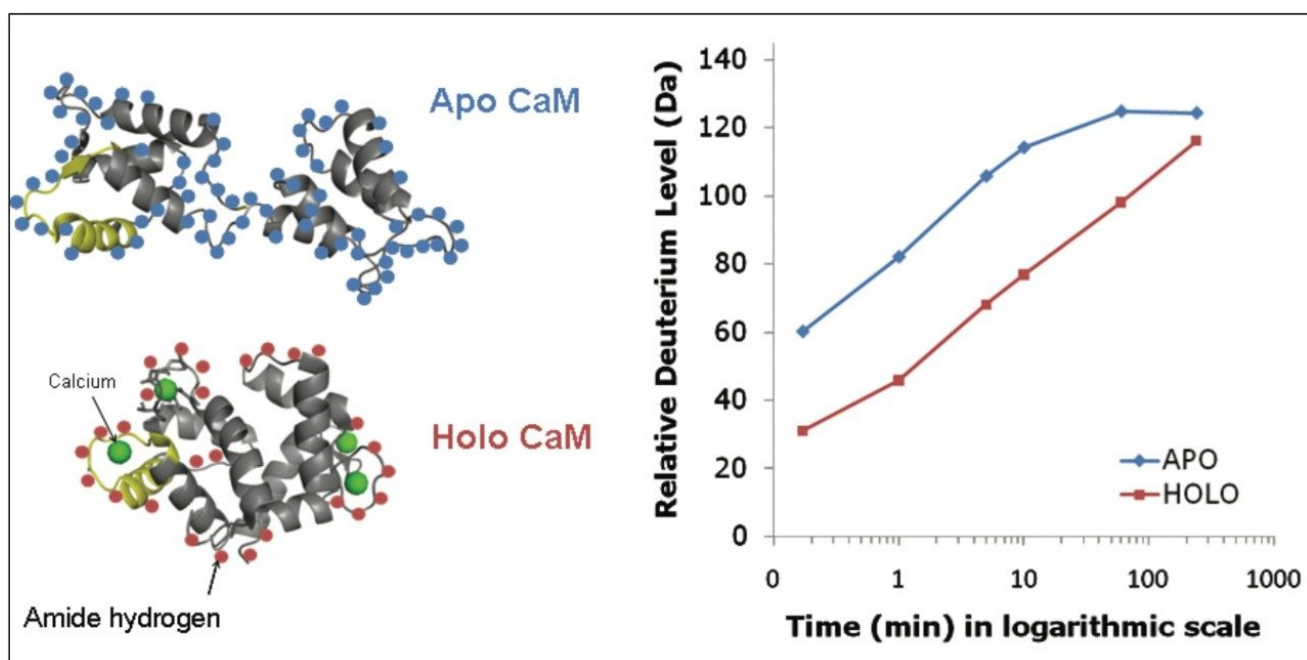 Apo CaM
Calcium
Holo CaM
Amide hydrogen
Relative Deuterium Level (Da)
140
120
100
80
60
40
20
0
APO
HOLO
0 1 10 100 1000
Time (min) in logarithmic scale